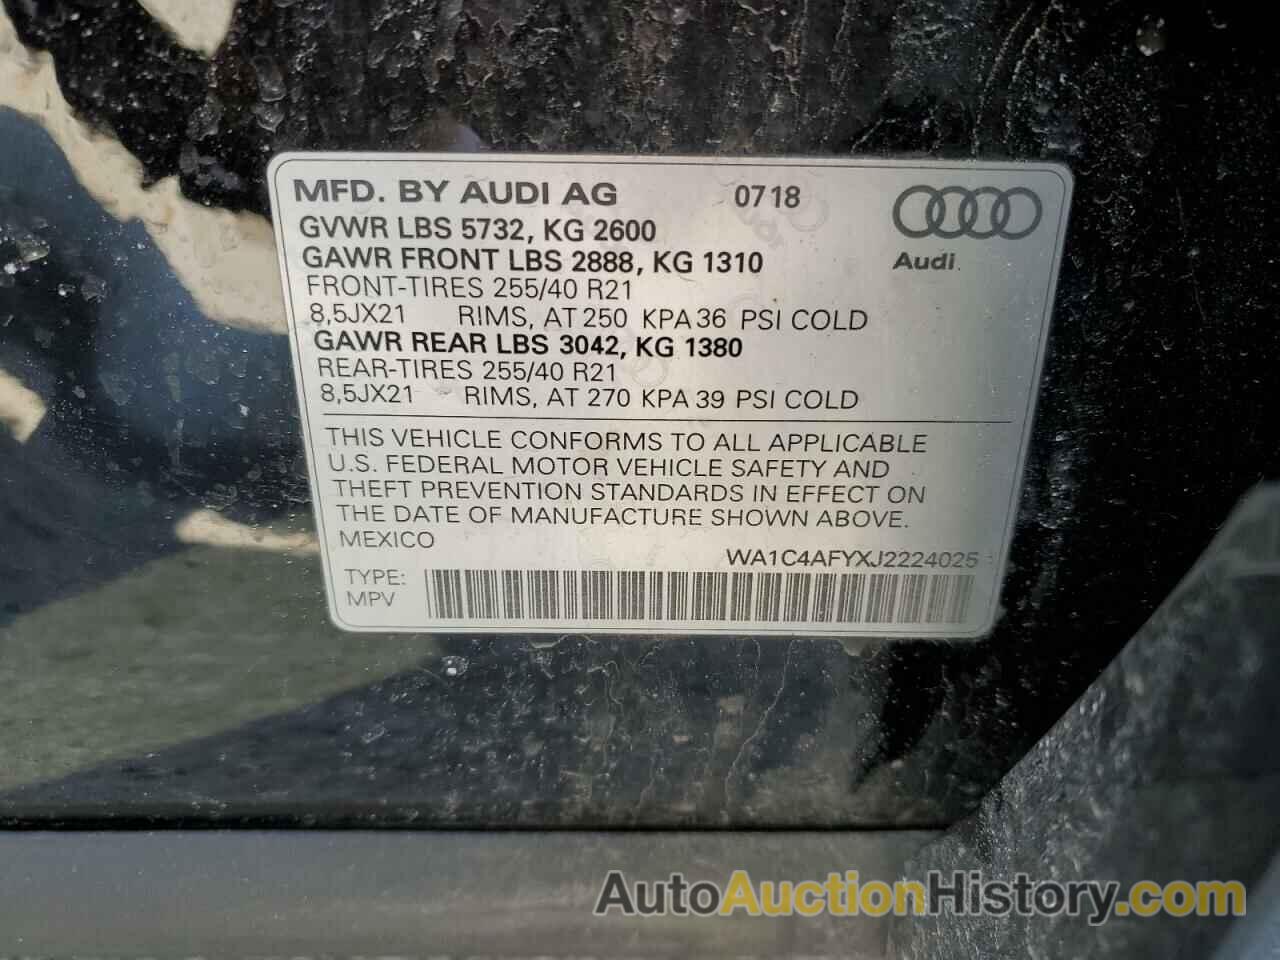 MFD. BY AUDI AG 0718
GVWR LBS 5732, KG 2600
GAWR FRONT LBS 2888, KG 1310
Audi
FRONT-TIRES 255/40 R21
8,5JX21 RIMS, AT 250 KPA 36 PSI COLD
GAWR REAR LBS 3042, KG 1380
REAR-TIRES 255/40 R21
8,5JX21 RIMS, AT 270 KPA 39 PSI COLD
THIS VEHICLE CONFORMS TO ALL APPLICABLE
U.S. FEDERAL MOTOR VEHICLE SAFETY AND
THEFT PREVENTION STANDARDS IN EFFECT ON
THE DATE OF MANUFACTURE SHOWN ABOVE.
MEXICO
WA1C4AFYXJ2224025
TYPE:
MPV
AutoAuctionHistory.com